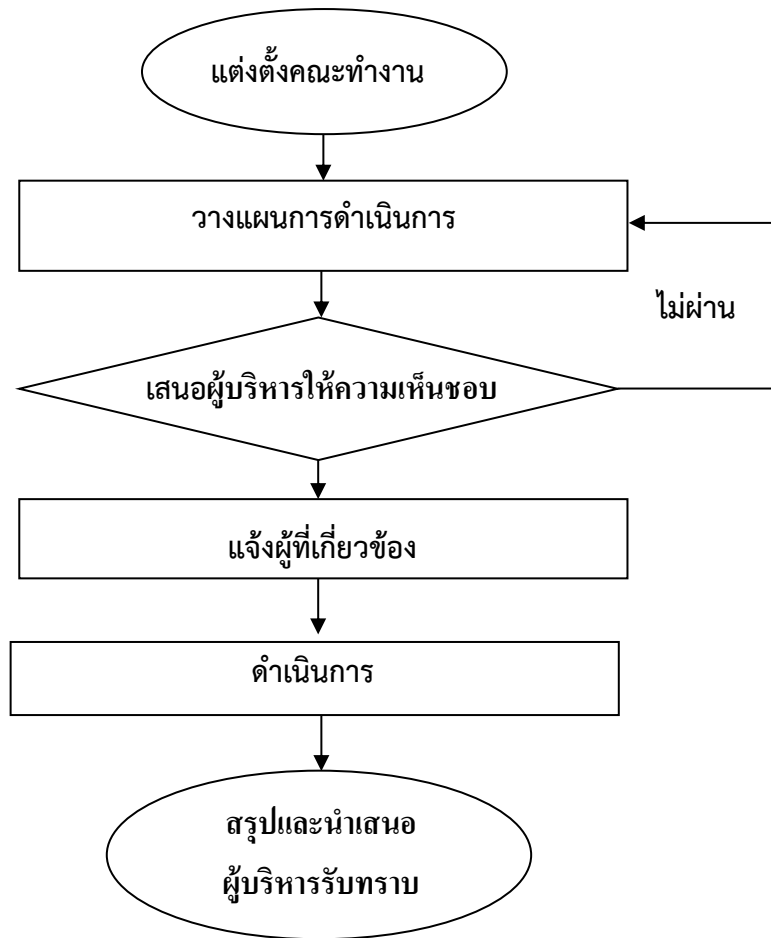 แต่งตั้งคณะทำงาน
วางแผนการดำเนินการ
ไม่ผ่าน
เสนอผู้บริหารให้ความเห็นชอบ
แจ้งผู้ที่เกี่ยวข้อง
ดำเนินการ
สรุปและนำเสนอ
ผู้บริหารรับทราบ